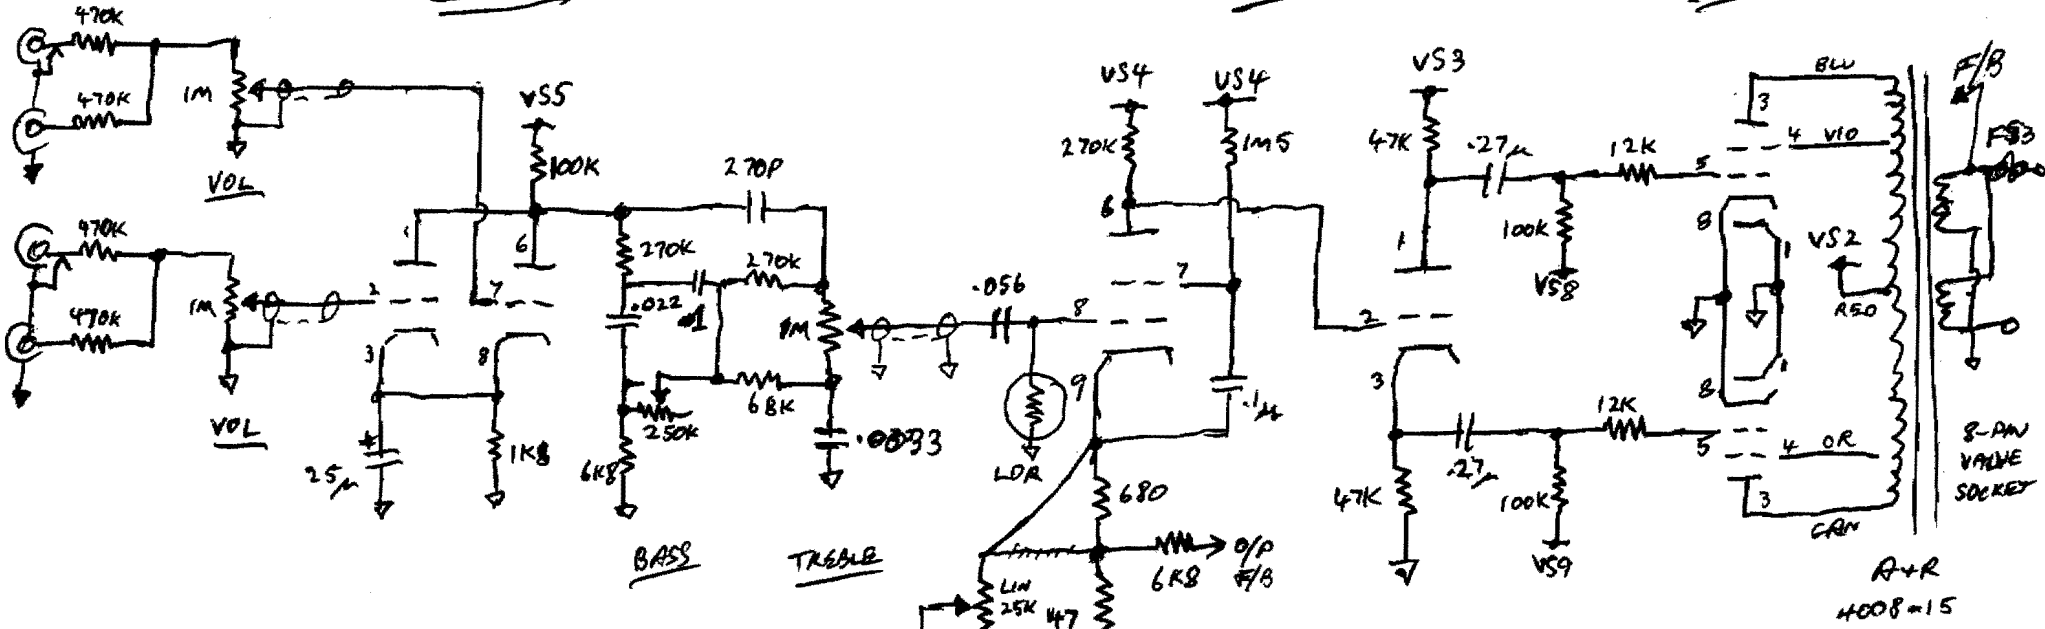 470K
470K
1M
VOL
470K
470K
1M
VOL
VS5
100K
1
6
2
7
3
8
25µ
1K8
270P
270K
270K
.022
1M
68K
250K
6K8
.0033
BASS
TREBLE
.056
LDR
VS4
VS4
270K
1M5
6
7
8
9
.1µ
680
6K8
O/P
F/B
LIN
25K
47
VS3
47K
.27µ
12K
100K
VS8
1
2
3
47K
.27µ
12K
100K
VS9
BLU
3
4 VIO
5
8
1
VS2
RED
8
1
5
4 OR
3
F/B
8-PIN
VALVE
SOCKET
A+R
4008-15